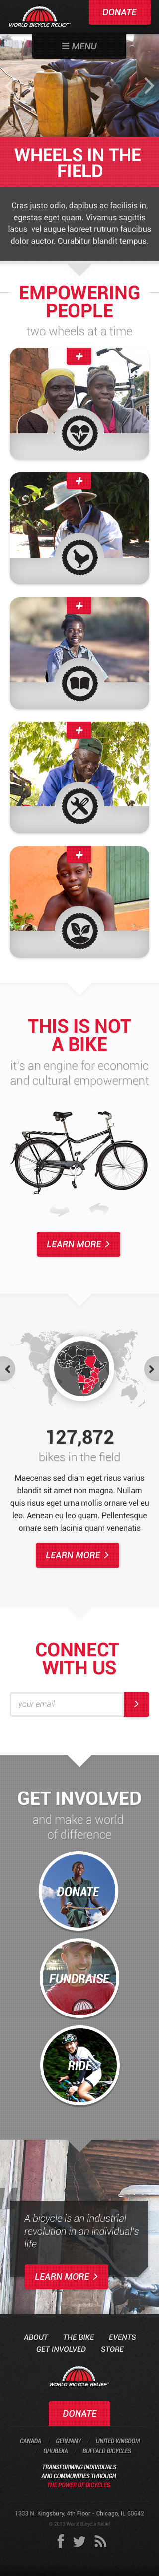 WORLD BICYCLE RELIEF
DONATE
MENU
WHEELS IN THE
FIELD
Cras justo odio, dapibus ac facilisis in,
egestas eget quam. Vivamus sagittis
lacus vel augue laoreet rutrum faucibus
dolor auctor. Curabitur blandit tempus.
EMPOWERING
PEOPLE
two wheels at a time
THIS IS NOT
A BIKE
it's an engine for economic
and cultural empowerment
LEARN MORE
127,872
bikes in the field
Maecenas sed diam eget risus varius
blandit sit amet non magna. Nullam
quis risus eget urna mollis ornare vel eu
leo. Aenean eu leo quam. Pellentesque
ornare sem lacinia quam venenatis
LEARN MORE
CONNECT
WITH US
your email
GET INVOLVED
and make a world
of difference
DONATE
FUNDRAISE
RIDE
A bicycle is an industrial
revolution in an individual's
life
LEARN MORE
ABOUT THE BIKE EVENTS
GET INVOLVED STORE
WORLD BICYCLE RELIEF
DONATE
CANADA GERMANY UNITED KINGDOM
QHUBEKA BUFFALO BICYCLES
TRANSFORMING INDIVIDUALS
AND COMMUNITIES THROUGH
THE POWER OF BICYCLES.
1333 N. Kingsbury, 4th Floor - Chicago, IL 60642
© 2013 World Bicycle Relief